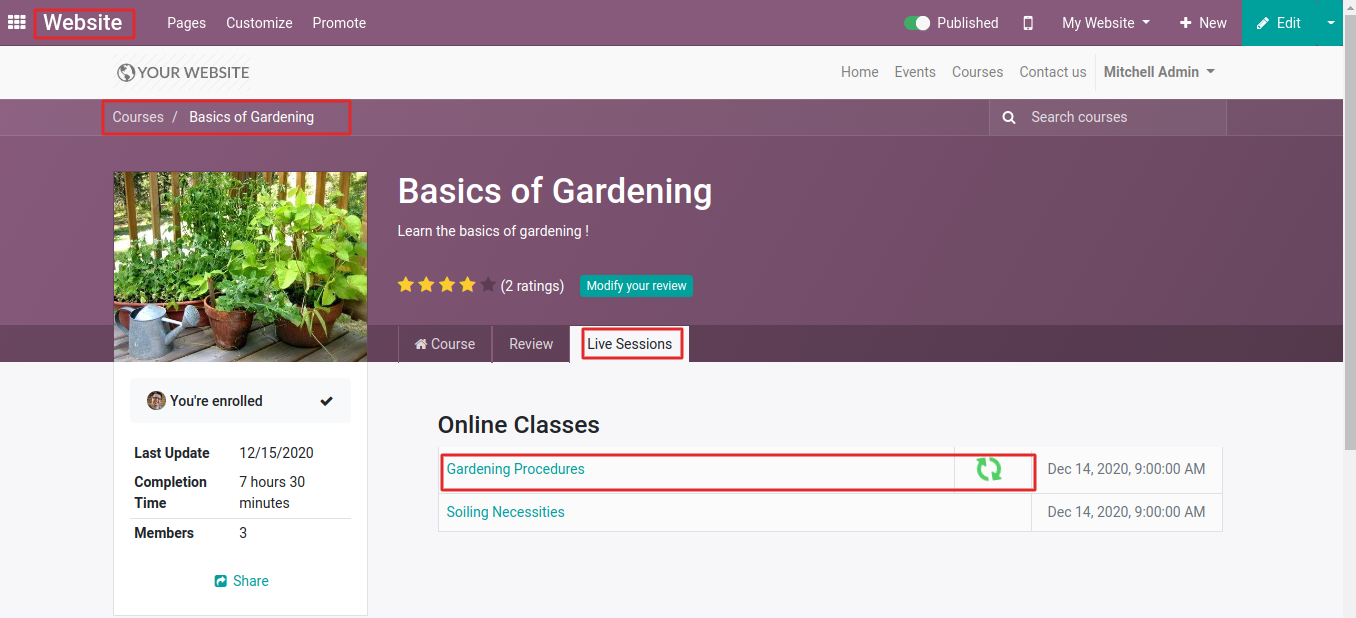 Website Pages Customize Promote Published My Website New Edit
YOUR WEBSITE Home Events Courses Contact us Mitchell Admin
Courses / Basics of Gardening Search courses
Basics of Gardening
Learn the basics of gardening !
(2 ratings) Modify your review
Course Review Live Sessions
You're enrolled
Online Classes
Last Update 12/15/2020
Gardening Procedures Dec 14, 2020, 9:00:00 AM
Completion Time 7 hours 30 minutes
Soiling Necessities Dec 14, 2020, 9:00:00 AM
Members 3
Share